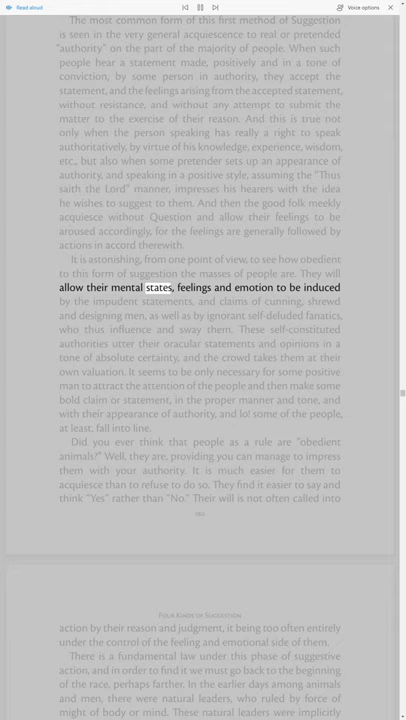 Read aloud
Voice options
The most common form of this first method of Suggestion
is seen in the very general acquiescence to real or pretended
"authority" on the part of the majority of people. When such
people hear a statement made, positively and in a tone of
conviction, by some person in authority, they accept the
statement, and the feelings arising from the accepted statement,
without resistance, and without any attempt to submit the
matter to the exercise of their reason. And this is true not
only when the person speaking has really a right to speak
authoritatively, by virtue of his knowledge, experience, wisdom,
etc., but also when some pretender sets up an appearance of
authority, and speaking in a positive style, assuming the "Thus
saith the Lord" manner, impresses his hearers with the idea
he wishes to suggest to them. And then the good folk meekly
acquiesce without Question and allow their feelings to be
aroused accordingly, for the feelings are generally followed by
actions in accord therewith.
It is astonishing, from one point of view, to see how obedient
to this form of suggestion the masses of people are. They will
allow their mental states, feelings and emotion to be induced
by the impudent statements, and claims of cunning, shrewd
and designing men, as well as by ignorant self-deluded fanatics,
who thus influence and sway them. These self-constituted
authorities utter their oracular statements and opinions in a
tone of absolute certainty, and the crowd takes them at their
own valuation. It seems to be only necessary for some positive
man to attract the attention of the people and then make some
bold claim or statement, in the proper manner and tone, and
with their appearance of authority, and lo! some of the people,
at least, fall into line.
Did you ever think that people as a rule are "obedient
animals?" Well, they are, providing you can manage to impress
them with your authority. It is much easier for them to
acquiesce than to refuse to do so. They find it easier to say and
think "Yes" rather than "No." Their will is not often called into
Four Kinds of Suggestion
action by their reason and judgment, it being too often entirely
under the control of the feeling and emotional side of them.
There is a fundamental law under this phase of suggestive
action, and in order to find it we must go back to the beginning
of the race, perhaps farther. In the earlier days among animals
and men, there were natural leaders, who ruled by force of
might of body or mind. These natural leaders were implicitly